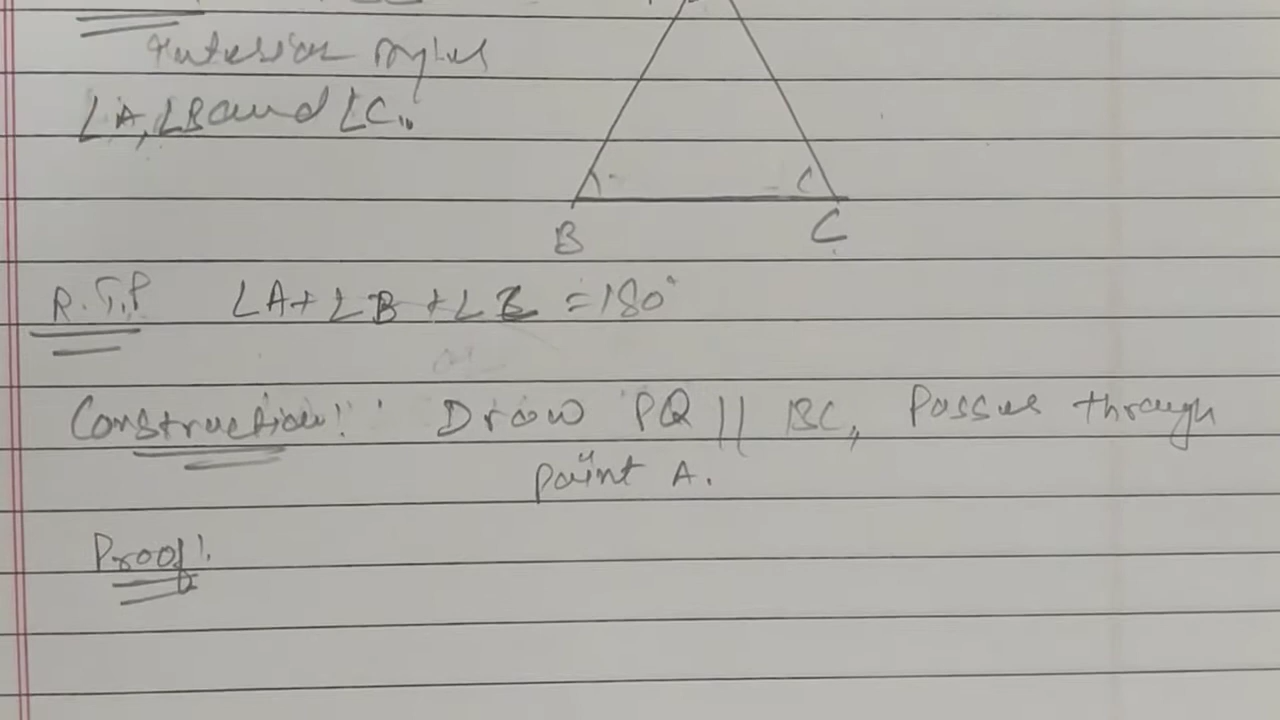 Interior angles
∠A, ∠B and ∠C.
B
C
R.T.P ∠A+∠B+∠C =180°
Construction: Draw PQ || BC, Passes through
point A.
Proof: